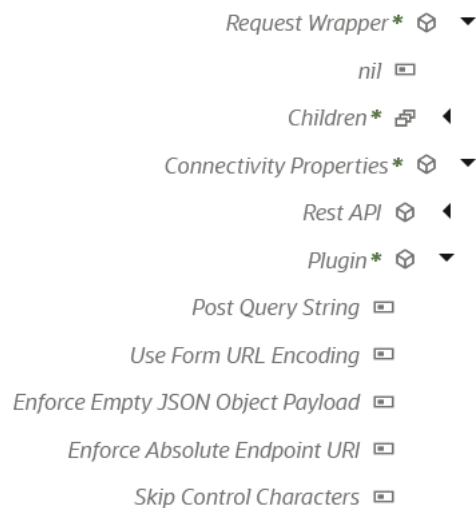 Request Wrapper*
nil
Children*
Connectivity Properties*
Rest API
Plugin*
Post Query String
Use Form URL Encoding
Enforce Empty JSON Object Payload
Enforce Absolute Endpoint URI
Skip Control Characters